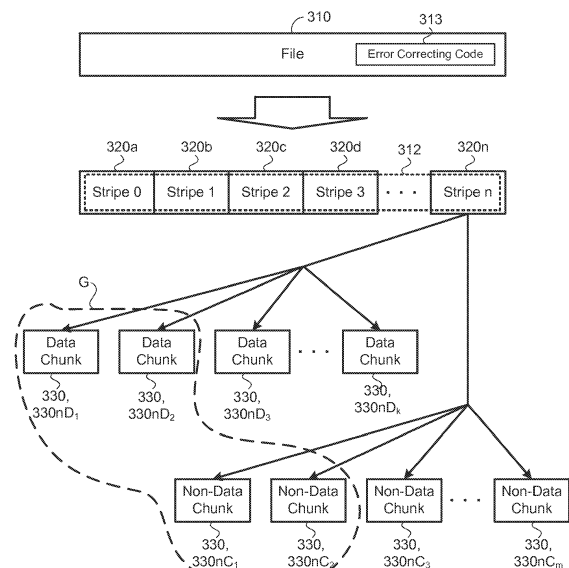 310
313
File
Error Correcting Code
320a 320b 320c 320d 312 320n
Stripe 0 Stripe 1 Stripe 2 Stripe 3 · · · Stripe n
G
Data Chunk Data Chunk Data Chunk · · · Data Chunk
330, 330nD1 330, 330nD2 330, 330nD3 330, 330nDk
Non-Data Chunk Non-Data Chunk Non-Data Chunk · · · Non-Data Chunk
330, 330nC1 330, 330nC2 330, 330nC3 330, 330nCm